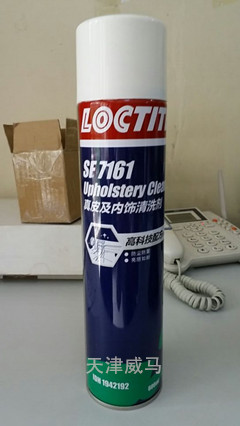 LOCTITE
SF 7161
Upholstery Clea
真皮及内饰清洗剂
高科技配方
天津威马
IDH 1942192